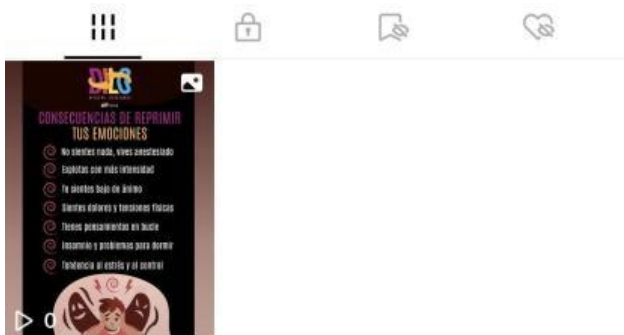 DILO
CONSECUENCIAS DE REPRIMIR
TUS EMOCIONES
No sientes nada, vives anestesiado
Explotas con más intensidad
Te sientes bajo de ánimo
Sientes dolores y tensiones físicas
Tienes pensamientos en bucle
Insomnio y problemas para dormir
Tendencia al estrés y al control
0